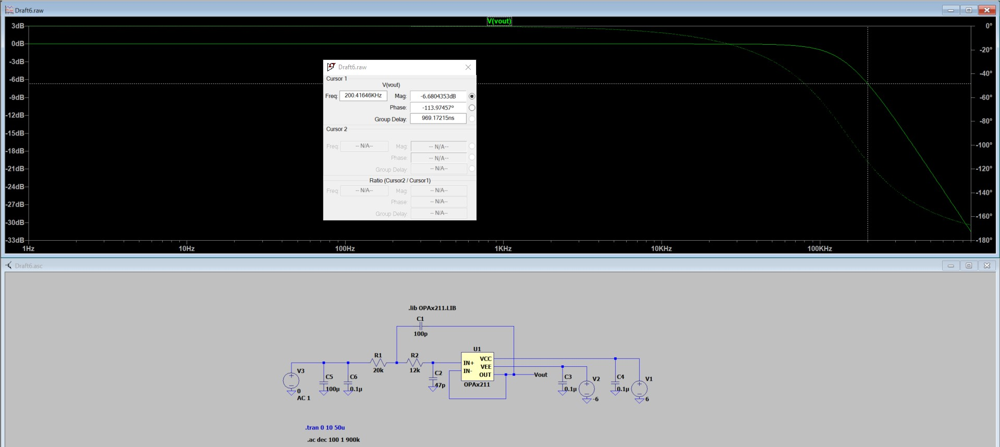 Draft6.raw
V(vout)
3dB
0dB
-3dB
-6dB
-9dB
-12dB
-15dB
-18dB
-21dB
-24dB
-27dB
-30dB
-33dB
0°
-20°
-40°
-60°
-80°
-100°
-120°
-140°
-160°
-180°
1Hz 10Hz 100Hz 1KHz 10KHz 100KHz
Draft6.raw
Cursor 1
V(vout)
Freq: 200.41646KHz Mag: -6.6804353dB
Phase: -113.97457°
Group Delay: 969.17215ns
Cursor 2
Freq: -- N/A-- Mag: -- N/A--
Phase: -- N/A--
Group Delay: -- N/A--
Ratio (Cursor2 / Cursor1)
Freq: -- N/A-- Mag: -- N/A--
Phase: -- N/A--
Group Delay: -- N/A--
Draft6.asc
.lib OPAx211.LIB
C1
100p
U1
R1
20k
R2
12k
IN+
IN-
VCC
VEE
OUT
OPAx211
Vout
V3
0
AC 1
C5
100µ
C6
0.1µ
C2
47p
C3
0.1µ
V2
-6
C4
0.1µ
V1
6
.tran 0 10 50u
.ac dec 100 1 900k